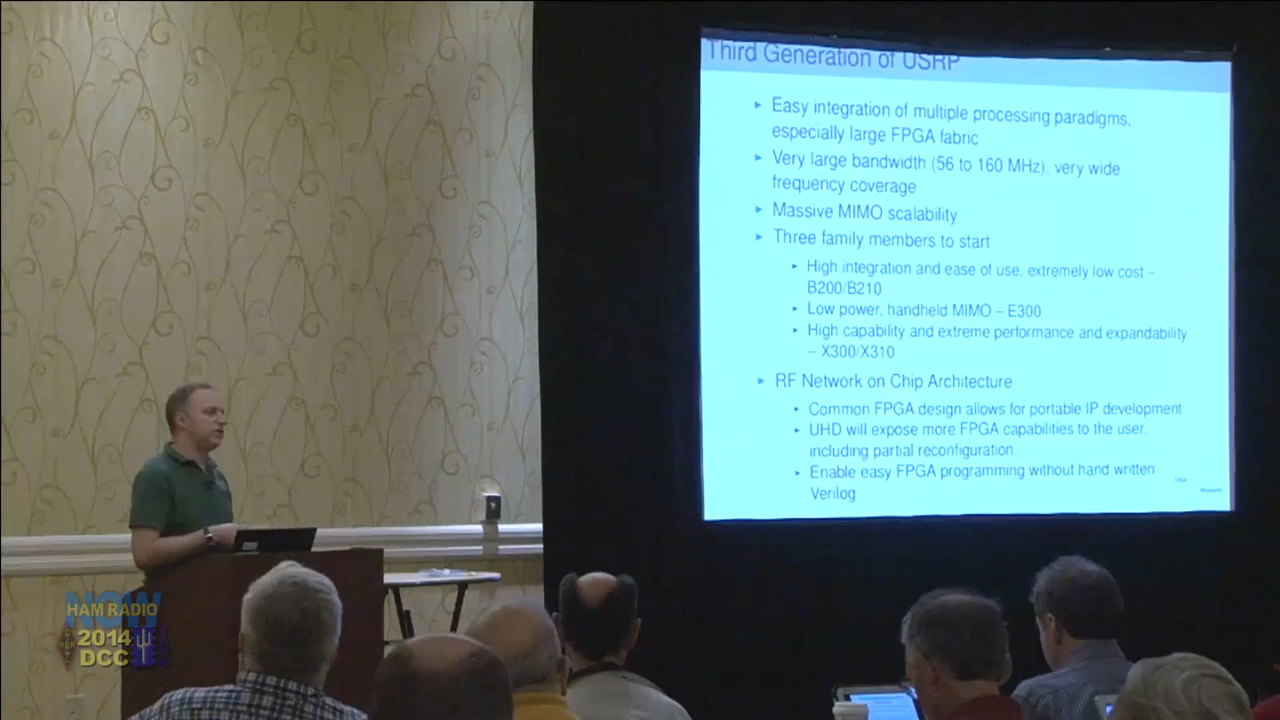 Third Generation of USRP
Easy integration of multiple processing paradigms,
especially large FPGA fabric
Very large bandwidth (56 to 160 MHz), very wide
frequency coverage
Massive MIMO scalability
Three family members to start
High integration and ease of use, extremely low cost –
B200/B210
Low power, handheld MIMO – E300
High capability and extreme performance and expandability
– X300/X310
RF Network on Chip Architecture
Common FPGA design allows for portable IP development
UHD will expose more FPGA capabilities to the user,
including partial reconfiguration
Enable easy FPGA programming without hand written
Verilog
NOW
HAM RADIO
2014
DCC